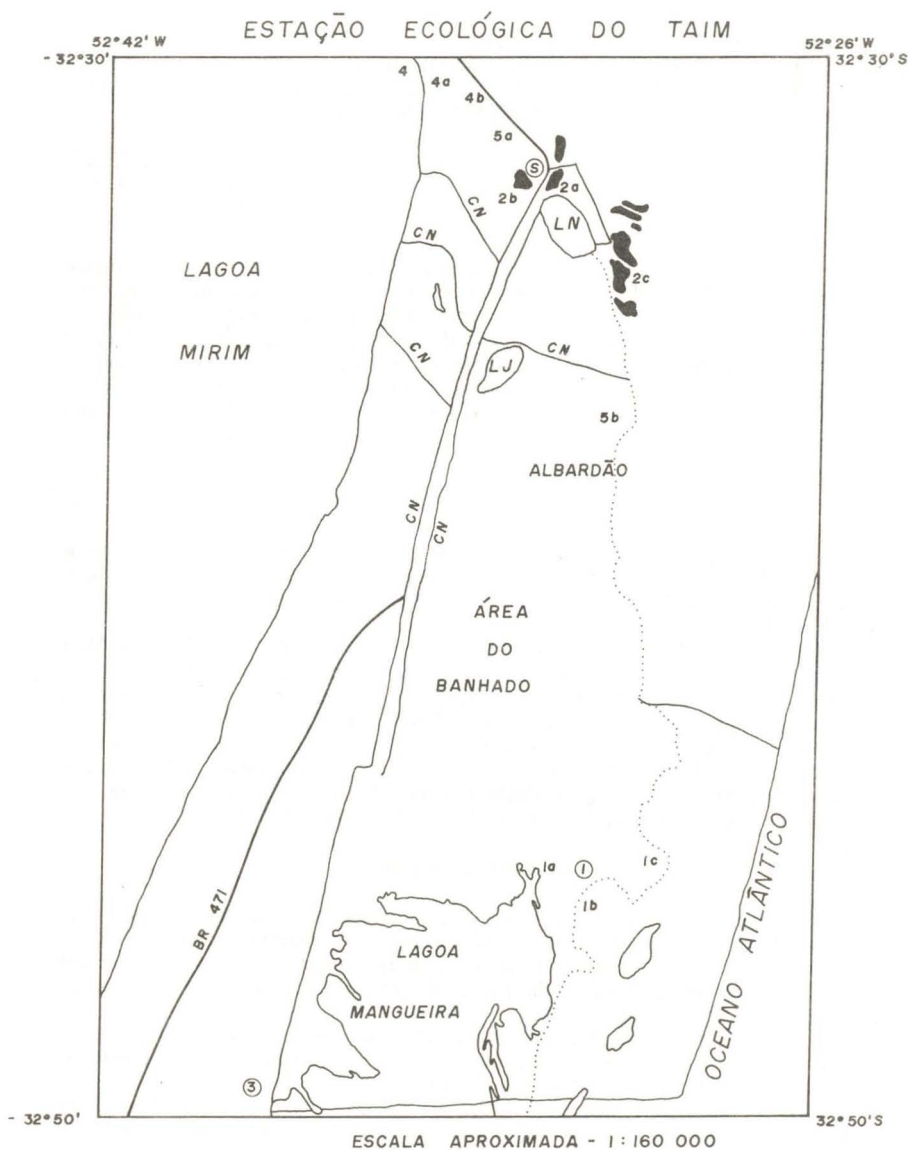 ESTAÇÃO ECOLÓGICA DO TAIM
52°42' W
52°26' W
- 32°30'
32°30' S
4
4a
4b
5a
S
2b
2a
CN
LN
CN
2c
LAGOA
MIRIM
CN
CN
LJ
5b
ALBARDÃO
CN
CN
ÁREA
DO
BANHADO
1a
1
1c
1b
BR 471
LAGOA
MANGUEIRA
OCEANO ATLÂNTICO
3
- 32°50'
32°50' S
ESCALA APROXIMADA - 1:160 000